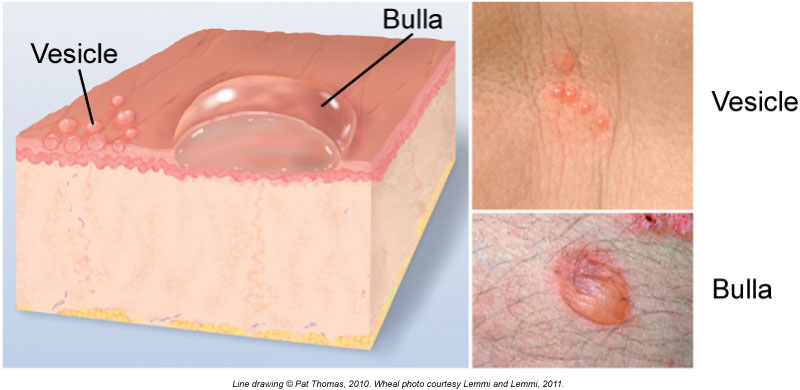 Bulla
Vesicle
Vesicle
Bulla
Line drawing © Pat Thomas, 2010. Wheal photo courtesy Lemmi and Lemmi, 2011.